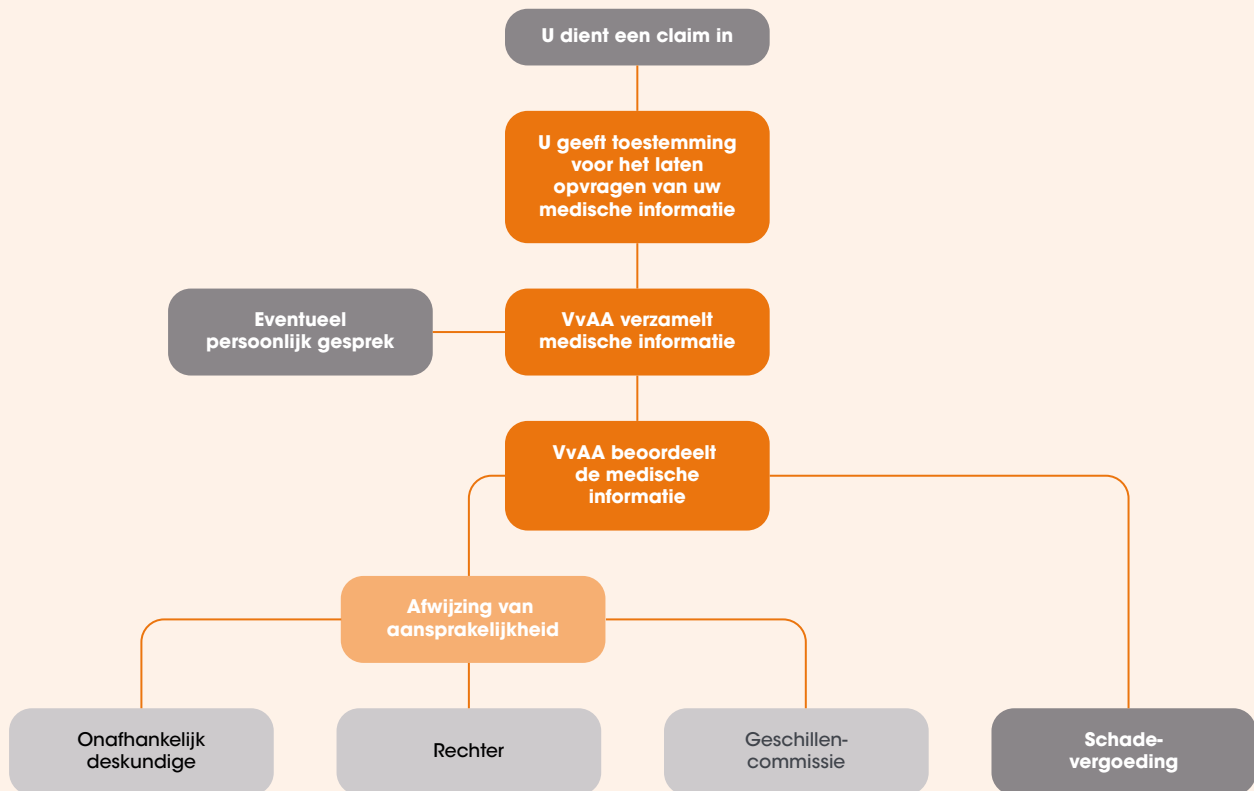 U dient een claim in
U geeft toestemming
voor het laten
opvragen van uw
medische informatie
Eventueel
persoonlijk gesprek
VvAA verzamelt
medische informatie
VvAA beoordeelt
de medische
informatie
Afwijzing van
aansprakelijkheid
Onafhankelijk
deskundige
Rechter
Geschillen-
commissie
Schade-
vergoeding